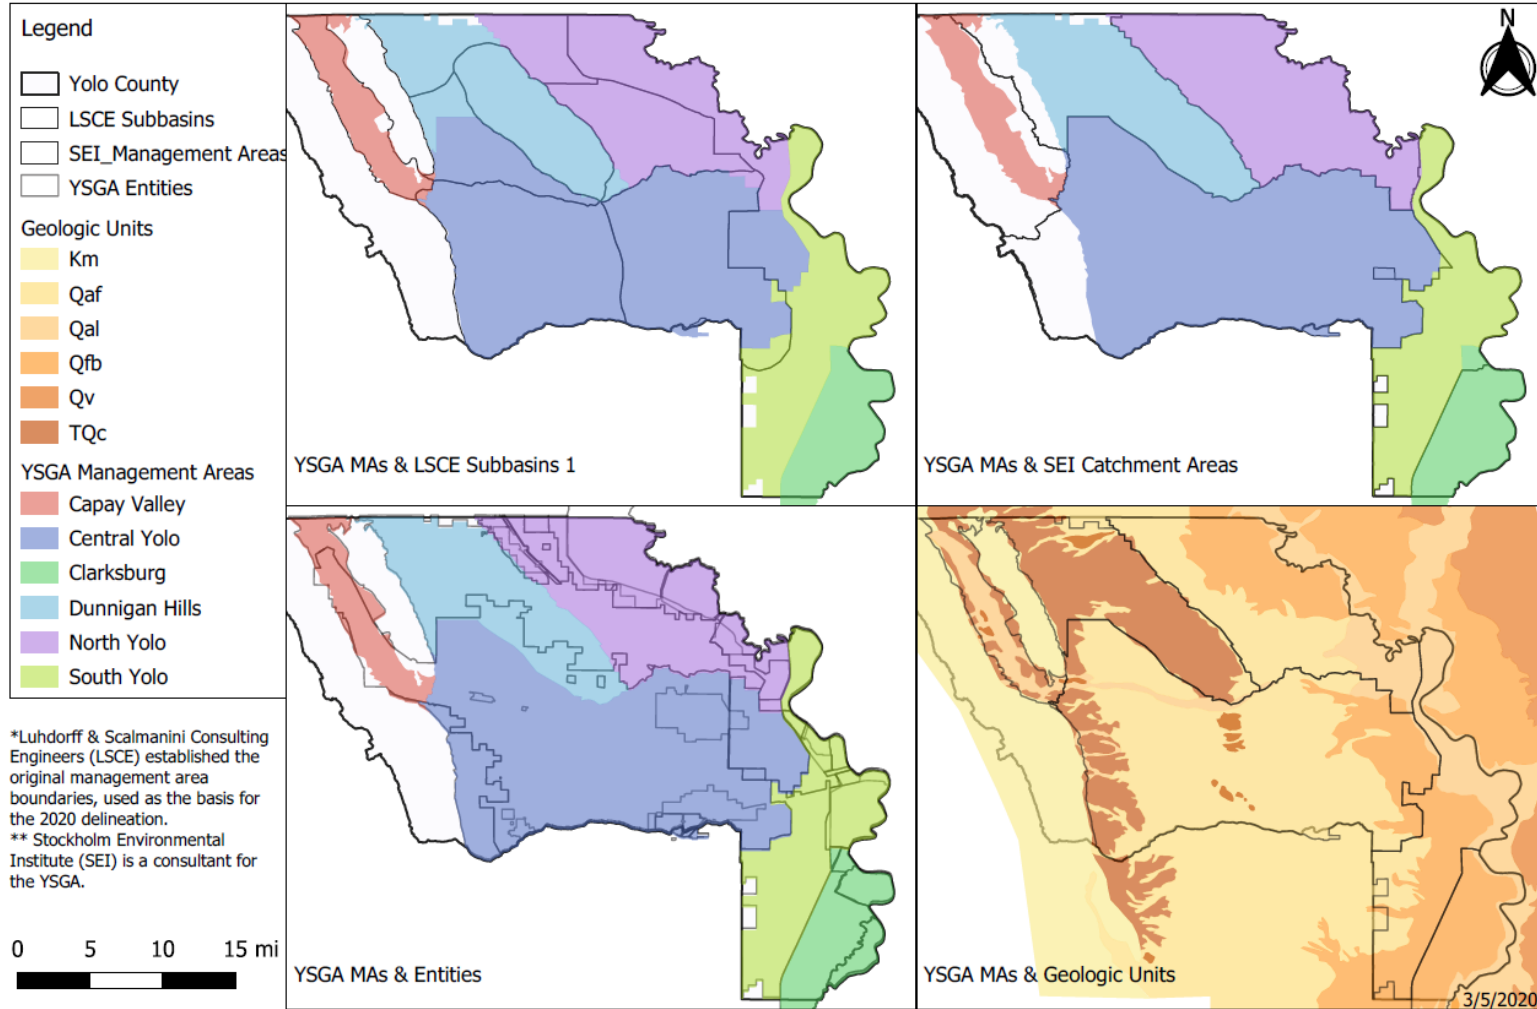 Legend
Yolo County
LSCE Subbasins
SEI_Management Areas
YSGA Entities
Geologic Units
Km
Qaf
Qal
Qfb
Qv
TQc
YSGA Management Areas
Capay Valley
Central Yolo
Clarksburg
Dunnigan Hills
North Yolo
South Yolo
*Luhdorff & Scalmanini Consulting
Engineers (LSCE) established the
original management area
boundaries, used as the basis for
the 2020 delineation.
** Stockholm Environmental
Institute (SEI) is a consultant for
the YSGA.
0 5 10 15 mi
YSGA MAs & LSCE Subbasins 1
N
YSGA MAs & SEI Catchment Areas
YSGA MAs & Entities
YSGA MAs & Geologic Units
3/5/2020